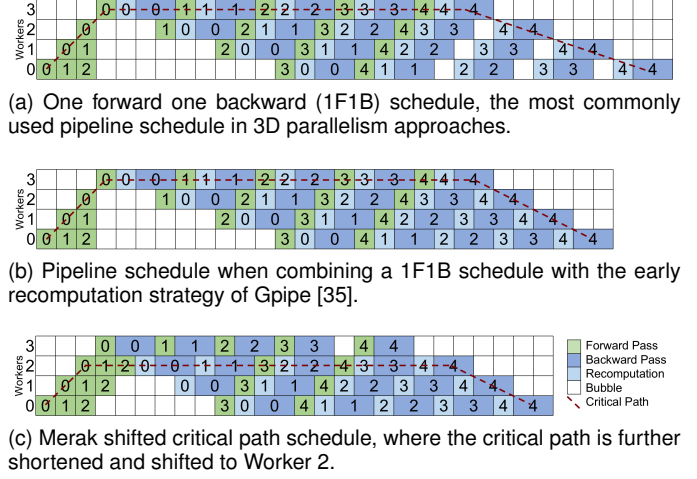 Workers
3 0 0 0 1 1 1 2 2 2 3 3 3 4 4 4
2 0 1 0 0 2 1 1 3 2 2 4 3 3 4 4
1 0 1 2 0 0 3 1 1 4 2 2 3 3 4 4
0 0 1 2 3 0 0 4 1 1 2 2 3 3 4 4
(a) One forward one backward (1F1B) schedule, the most commonly
used pipeline schedule in 3D parallelism approaches.
Workers
3 0 0 0 1 1 1 2 2 2 3 3 3 4 4 4
2 0 1 0 0 2 1 1 3 2 2 4 3 3 4 4
1 0 1 2 0 0 3 1 1 4 2 2 3 3 4 4
0 0 1 2 3 0 0 4 1 1 2 2 3 3 4 4
(b) Pipeline schedule when combining a 1F1B schedule with the early
recomputation strategy of Gpipe [35].
Workers
3 0 0 1 1 2 2 3 3 4 4
2 0 1 2 0 0 1 1 3 2 2 4 3 3 4 4
1 0 1 2 0 0 3 1 1 4 2 2 3 3 4 4
0 0 1 2 3 0 0 4 1 1 2 2 3 3 4 4
Forward Pass
Backward Pass
Recomputation
Bubble
Critical Path
(c) Merak shifted critical path schedule, where the critical path is further
shortened and shifted to Worker 2.